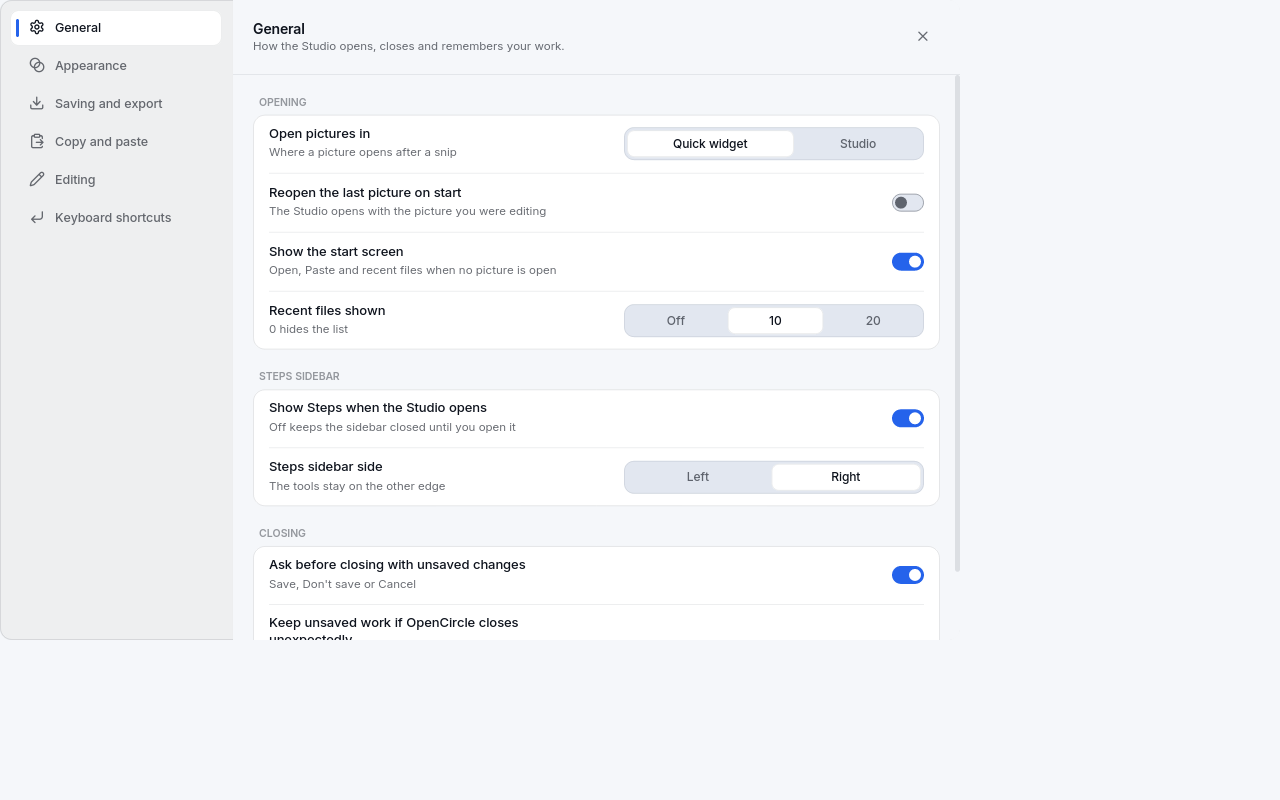 General
Appearance
Saving and export
Copy and paste
Editing
Keyboard shortcuts
General
How the Studio opens, closes and remembers your work.
OPENING
Open pictures in
Where a picture opens after a snip
Quick widget
Studio
Reopen the last picture on start
The Studio opens with the picture you were editing
Show the start screen
Open, Paste and recent files when no picture is open
Recent files shown
0 hides the list
Off
10
20
STEPS SIDEBAR
Show Steps when the Studio opens
Off keeps the sidebar closed until you open it
Steps sidebar side
The tools stay on the other edge
Left
Right
CLOSING
Ask before closing with unsaved changes
Save, Don't save or Cancel
Keep unsaved work if OpenCircle closes
unexpectedly